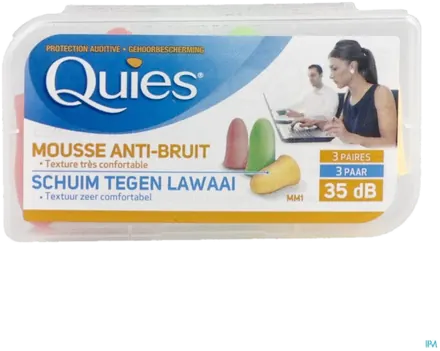 PROTECTION AUDITIVE • GEHOORBESCHERMING
Quies®
MOUSSE ANTI-BRUIT
• Texture très confortable
SCHUIM TEGEN LAWAAI
• Textuur zeer comfortabel
3 PAIRES
3 PAAR
35 dB
MM1
IPM